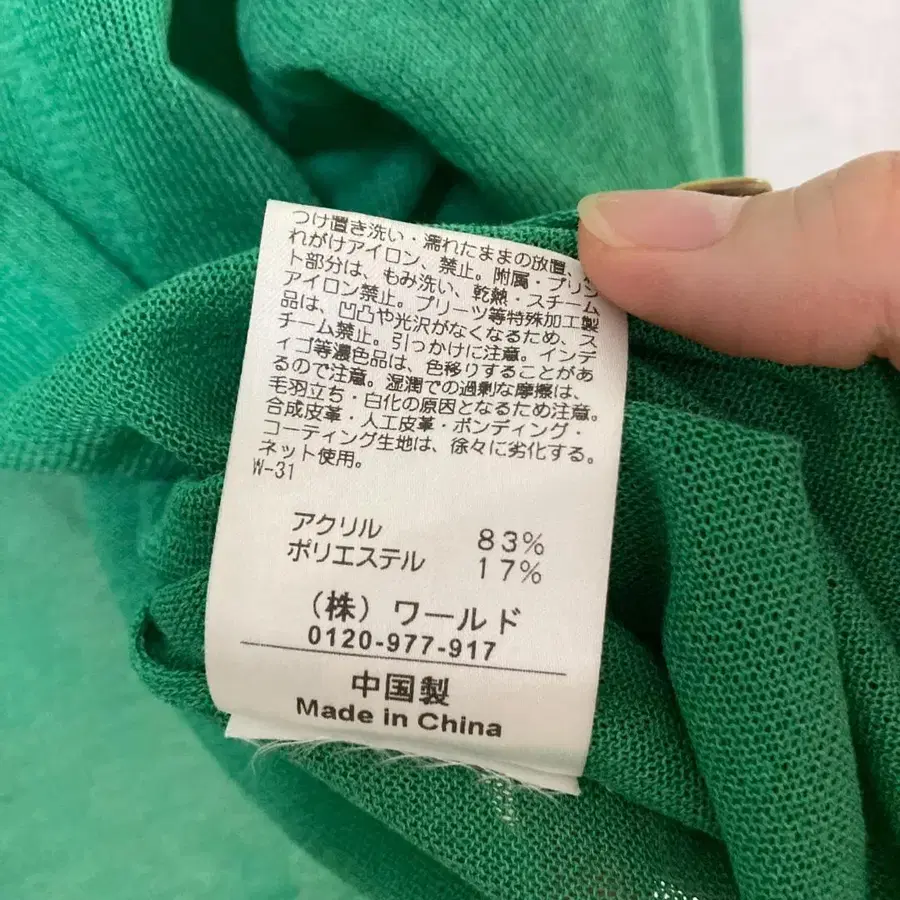 つけ置き洗い・濡れたままの放置、
れがけアイロン、禁止。附属・プリン
ト部分は、もみ洗い、乾熱・スチーム
アイロン禁止。プリーツ等特殊加工製
品は、凹凸や光沢がなくなるため、ス
チーム禁止。引っかけに注意。インデ
ィゴ等濃色品は、色移りすることがあ
るので注意。湿潤での過剰な摩擦は、
毛羽立ち・白化の原因となるため注意。
合成皮革・人工皮革・ボンディング・
コーティング生地は、徐々に劣化する。
ネット使用。
W-31
アクリル 83%
ポリエステル 17%
(株) ワールド
0120-977-917
中国製
Made in China